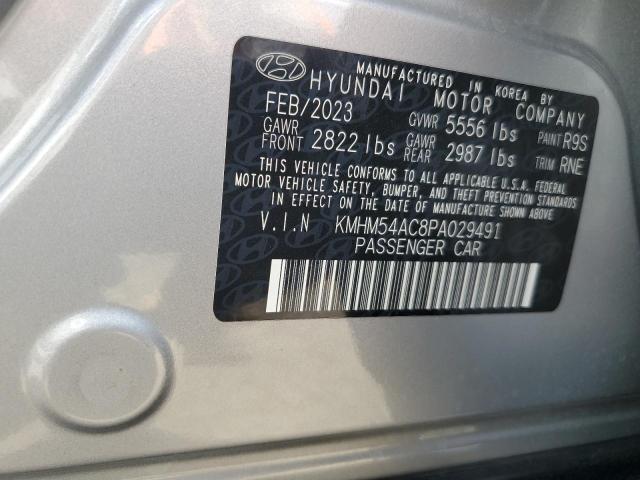 MANUFACTURED IN KOREA BY
HYUNDAI MOTOR COMPANY
FEB/2023 GVWR 5556 lbs PAINT R9S
GAWR FRONT 2822 lbs GAWR REAR 2987 lbs TRIM RNE
THIS VEHICLE CONFORMS TO ALL APPLICABLE U.S.A. FEDERAL
MOTOR VEHICLE SAFETY, BUMPER, AND THEFT PREVENTION STANDARDS
IN EFFECT ON THE DATE OF MANUFACTURE SHOWN ABOVE
V.I.N KMHM54AC8PA029491
PASSENGER CAR